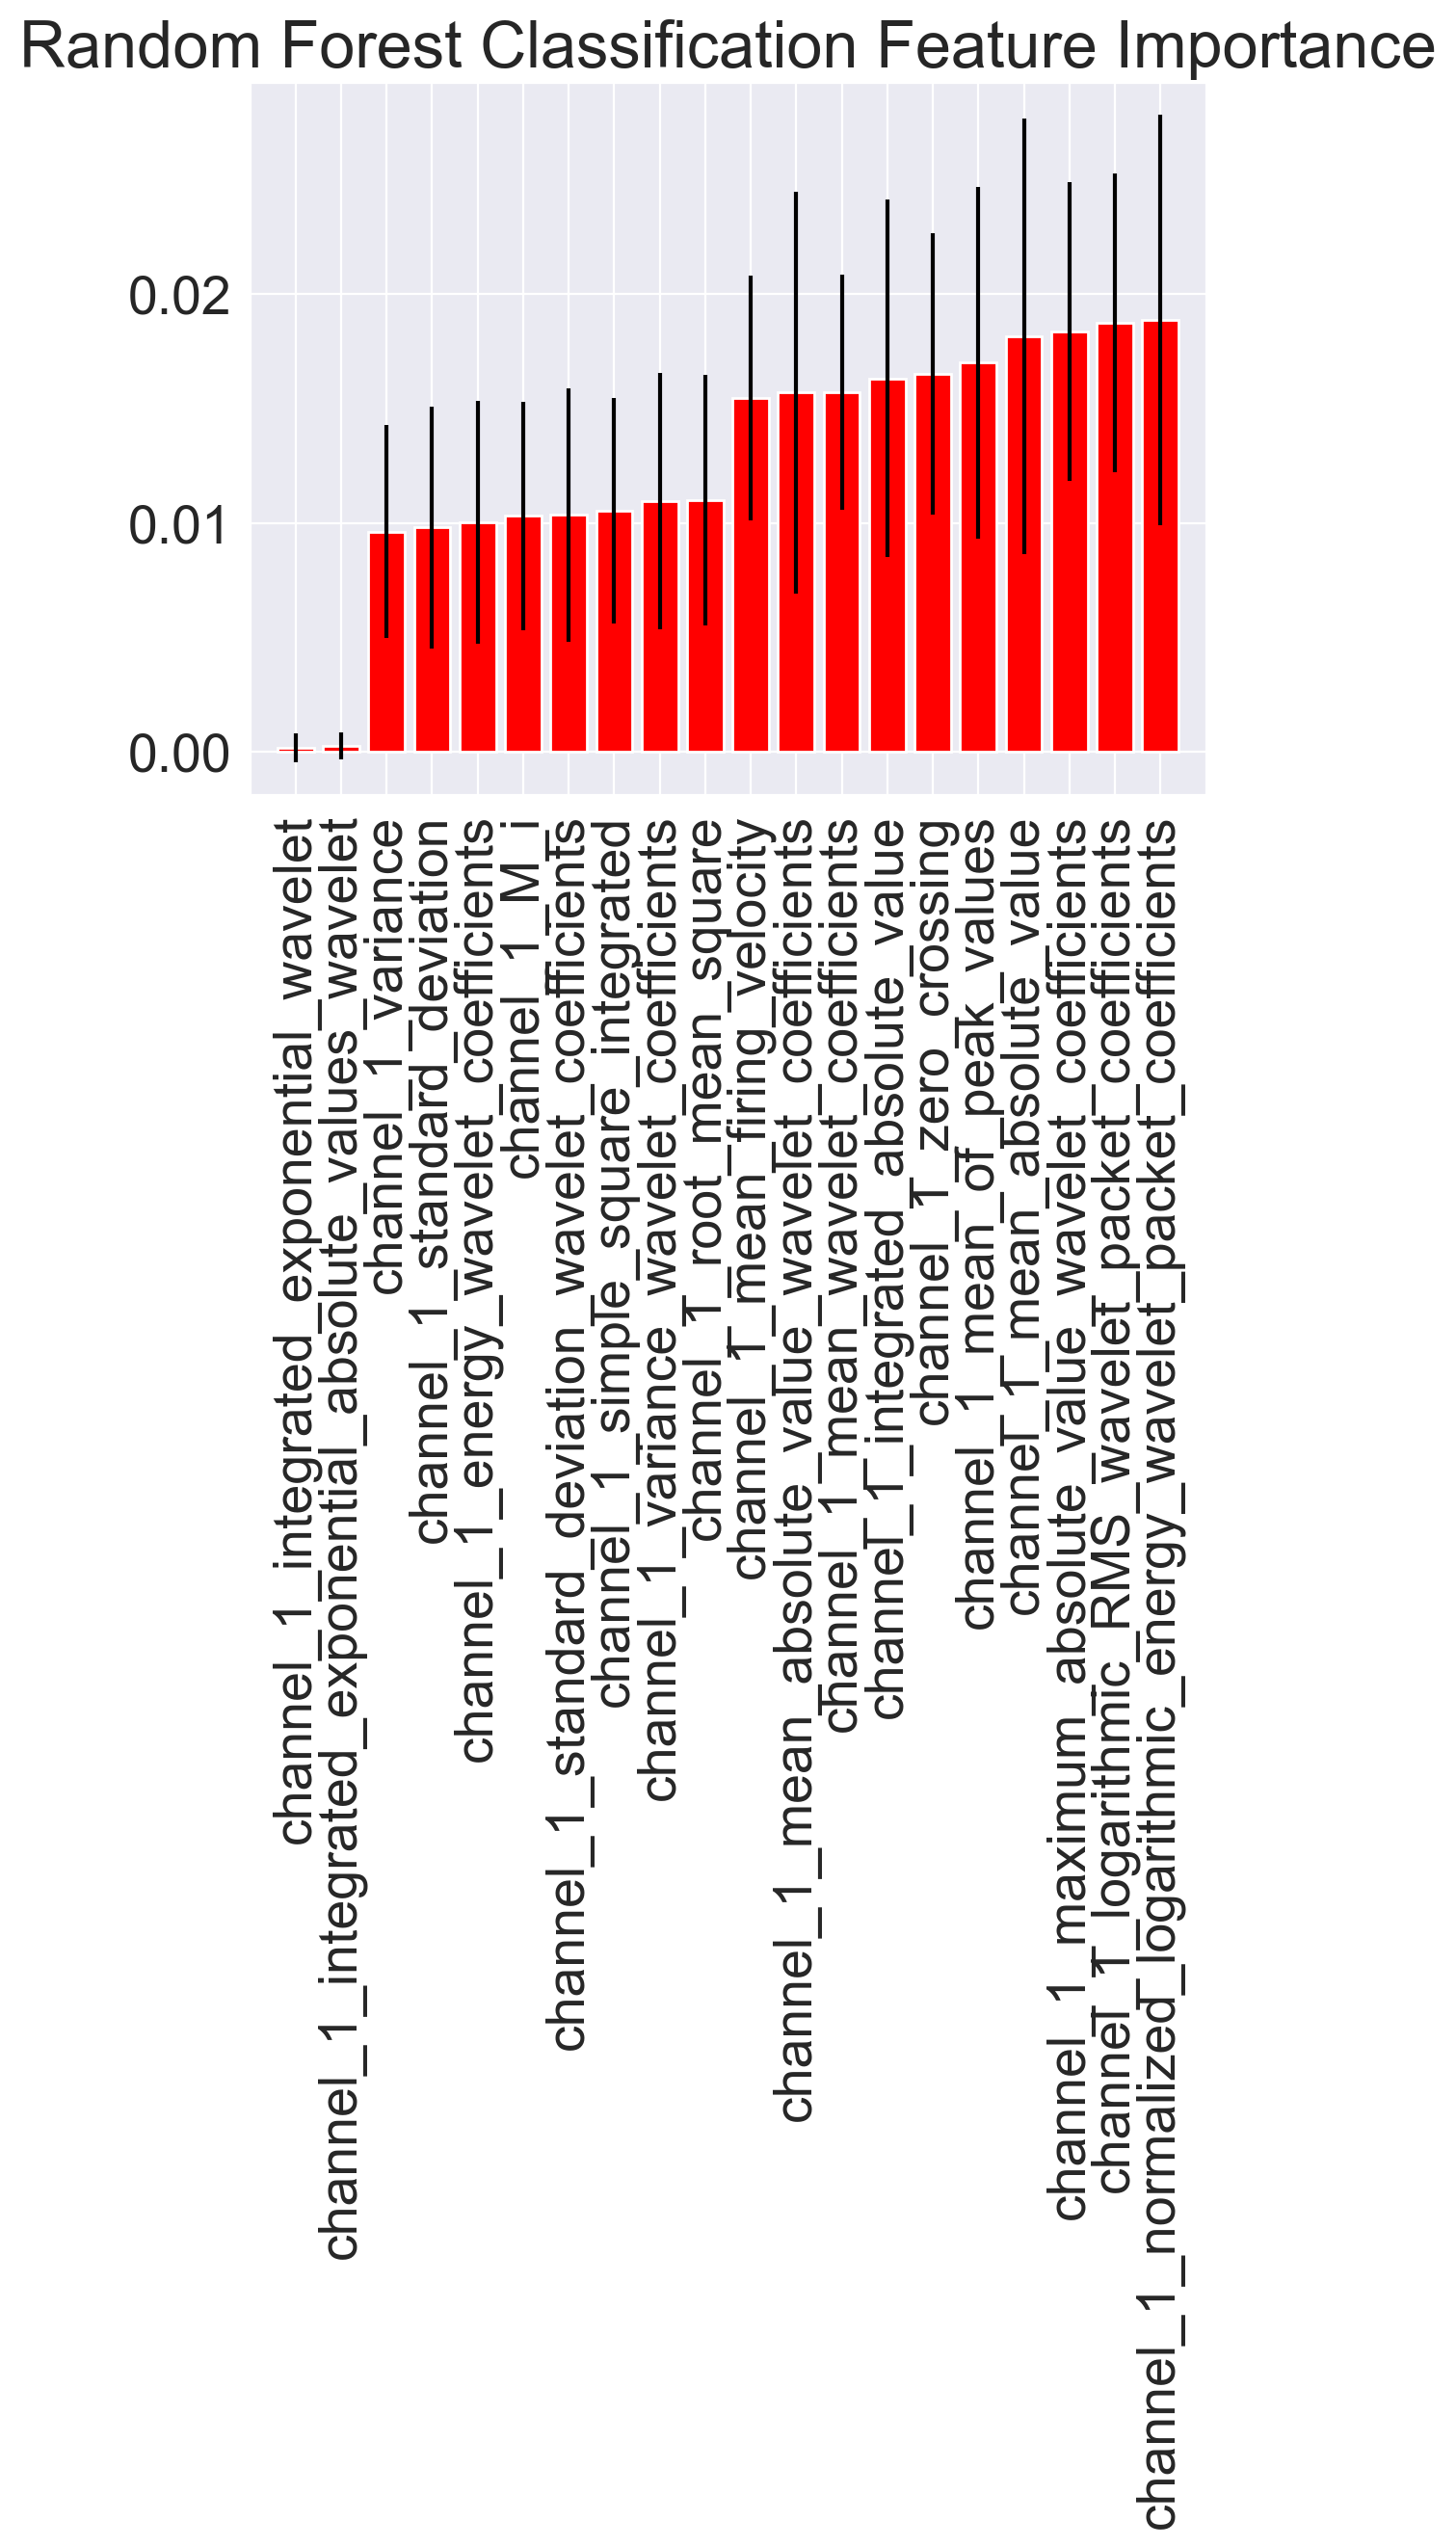 Random Forest Classification Feature Importance
0.02
0.01
0.00
channel_1_integrated_exponential_wavelet
channel_1_integrated_exponential_absolute_values_wavelet
channel_1_variance
channel_1_standard_deviation
channel_1_energy_wavelet_coefficients
channel_1_M_i
channel_1_standard_deviation_wavelet_coefficients
channel_1_simple_square_integrated
channel_1_variance_wavelet_coefficients
channel_1_root_mean_square
channel_1_mean_firing_velocity
channel_1_mean_absolute_value_wavelet_coefficients
channel_1_mean_wavelet_coefficients
channel_1_integrated_absolute_value
channel_1_zero_crossing
channel_1_mean_of_peak_values
channel_1_mean_absolute_value
channel_1_maximum_absolute_value_wavelet_coefficients
channel_1_logarithmic_RMS_wavelet_packet_coefficients
channel_1_normalized_logarithmic_energy_wavelet_packet_coefficients